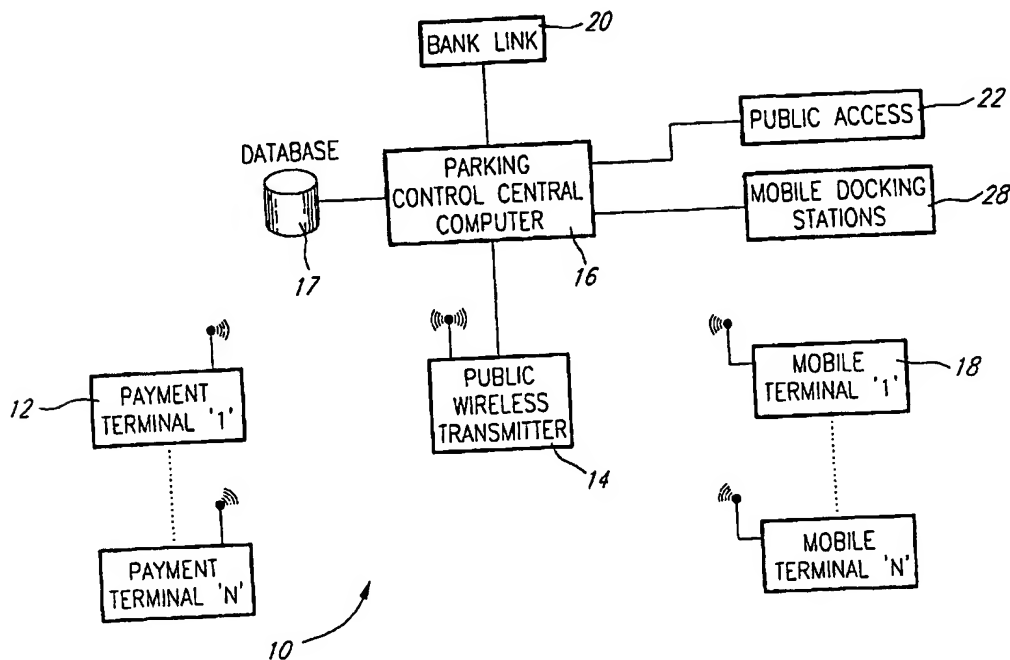 20
BANK LINK
22
PUBLIC ACCESS
DATABASE
PARKING
CONTROL CENTRAL
COMPUTER
MOBILE DOCKING
STATIONS
28
17
16
12
PAYMENT
TERMINAL '1'
PUBLIC
WIRELESS
TRANSMITTER
14
MOBILE
TERMINAL '1'
18
PAYMENT
TERMINAL 'N'
MOBILE
TERMINAL 'N'
10